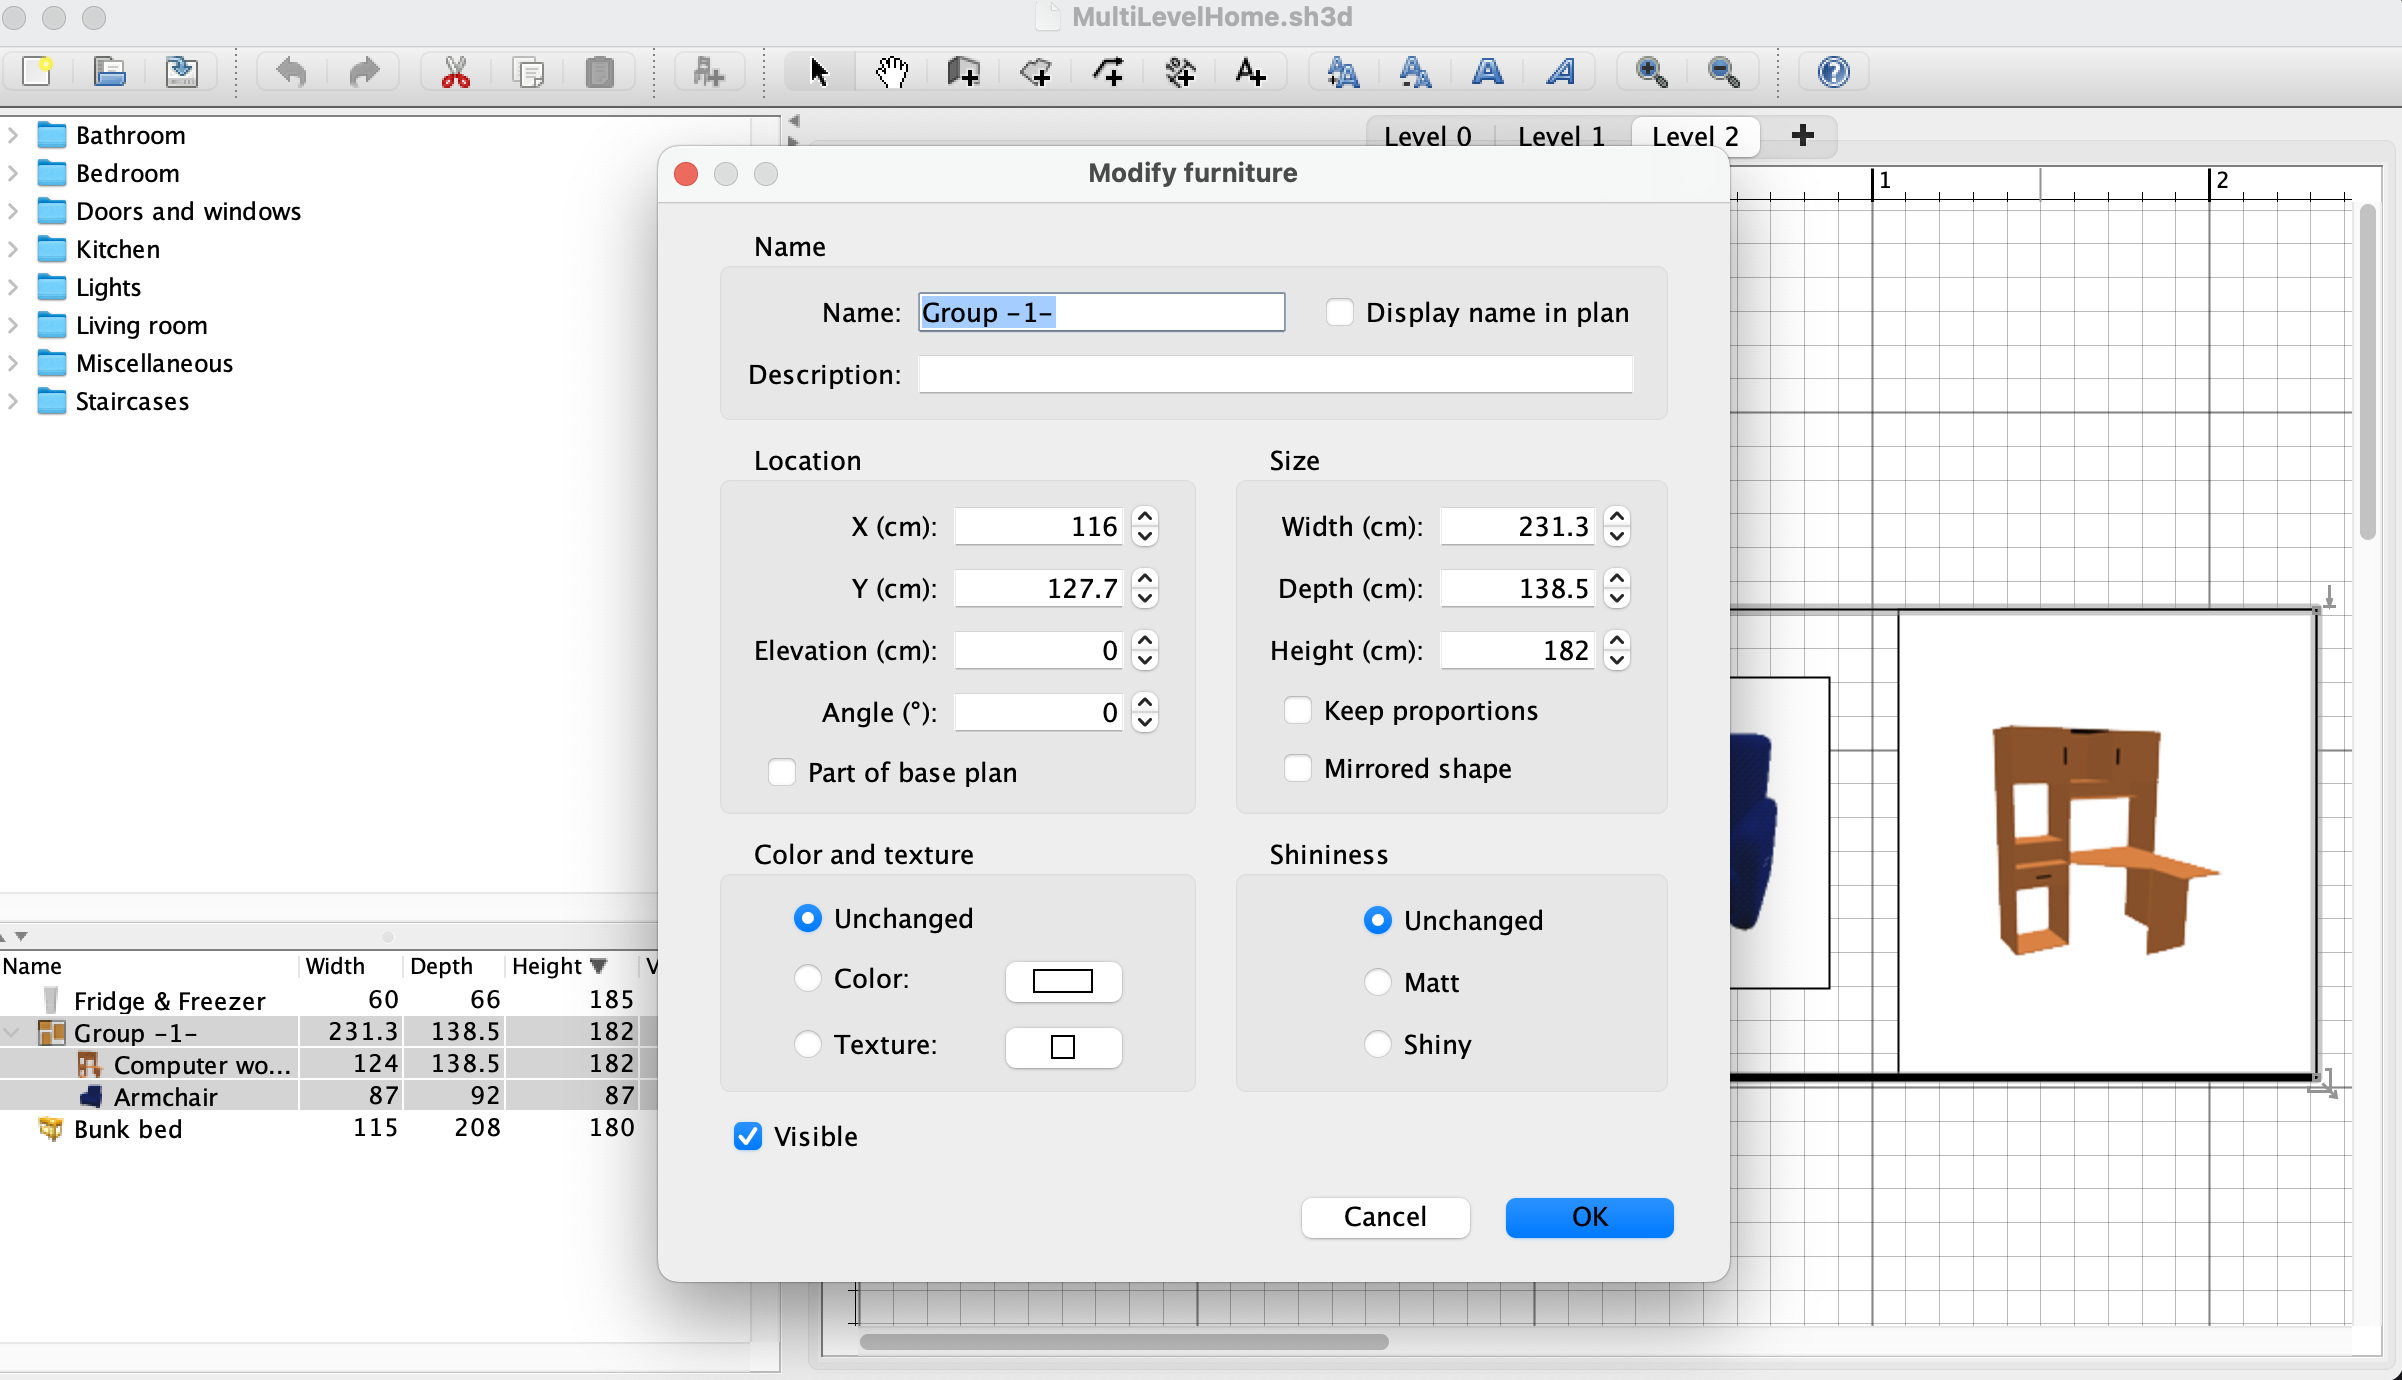 MultiLevelHome.sh3d
Level 0
Level 1
Level 2
Bathroom
Bedroom
Doors and windows
Kitchen
Lights
Living room
Miscellaneous
Staircases
Name Width Depth Height V
Fridge & Freezer 60 66 185
Group -1- 231.3 138.5 182
Computer wo... 124 138.5 182
Armchair 87 92 87
Bunk bed 115 208 180
1
2
Modify furniture
Name
Name: Group -1- Display name in plan
Description:
Location
X (cm): 116
Y (cm): 127.7
Elevation (cm): 0
Angle (°): 0
Part of base plan
Size
Width (cm): 231.3
Depth (cm): 138.5
Height (cm): 182
Keep proportions
Mirrored shape
Color and texture
Unchanged
Color:
Texture:
Shininess
Unchanged
Matt
Shiny
Visible
Cancel
OK